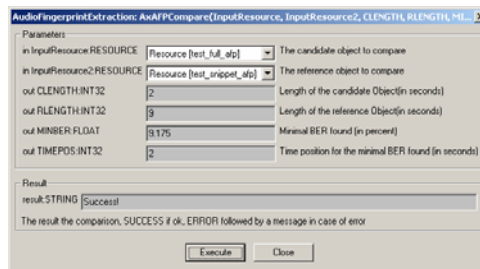 AudioFingerprintExtraction: AxAFPCompare(InputResource, InputResource2, CLENGTH, RLENGTH, MI...
Parameters
in InputResource:RESOURCE Resource [test_full_afp] The candidate object to compare
in InputResource2:RESOURCE Resource [test_snippet_afp] The reference object to compare
out CLENGTH:INT32 2 Length of the candidate Object(in seconds)
out RLENGTH:INT32 9 Length of the reference Object(in seconds)
out MINBER:FLOAT 9.175 Minimal BER found (in percent)
out TIMEPOS:INT32 2 Time position for the minimal BER found (in seconds)
Result
result:STRING Success!
The result the comparison, SUCCESS if ok, ERROR followed by a message in case of error
Execute Close